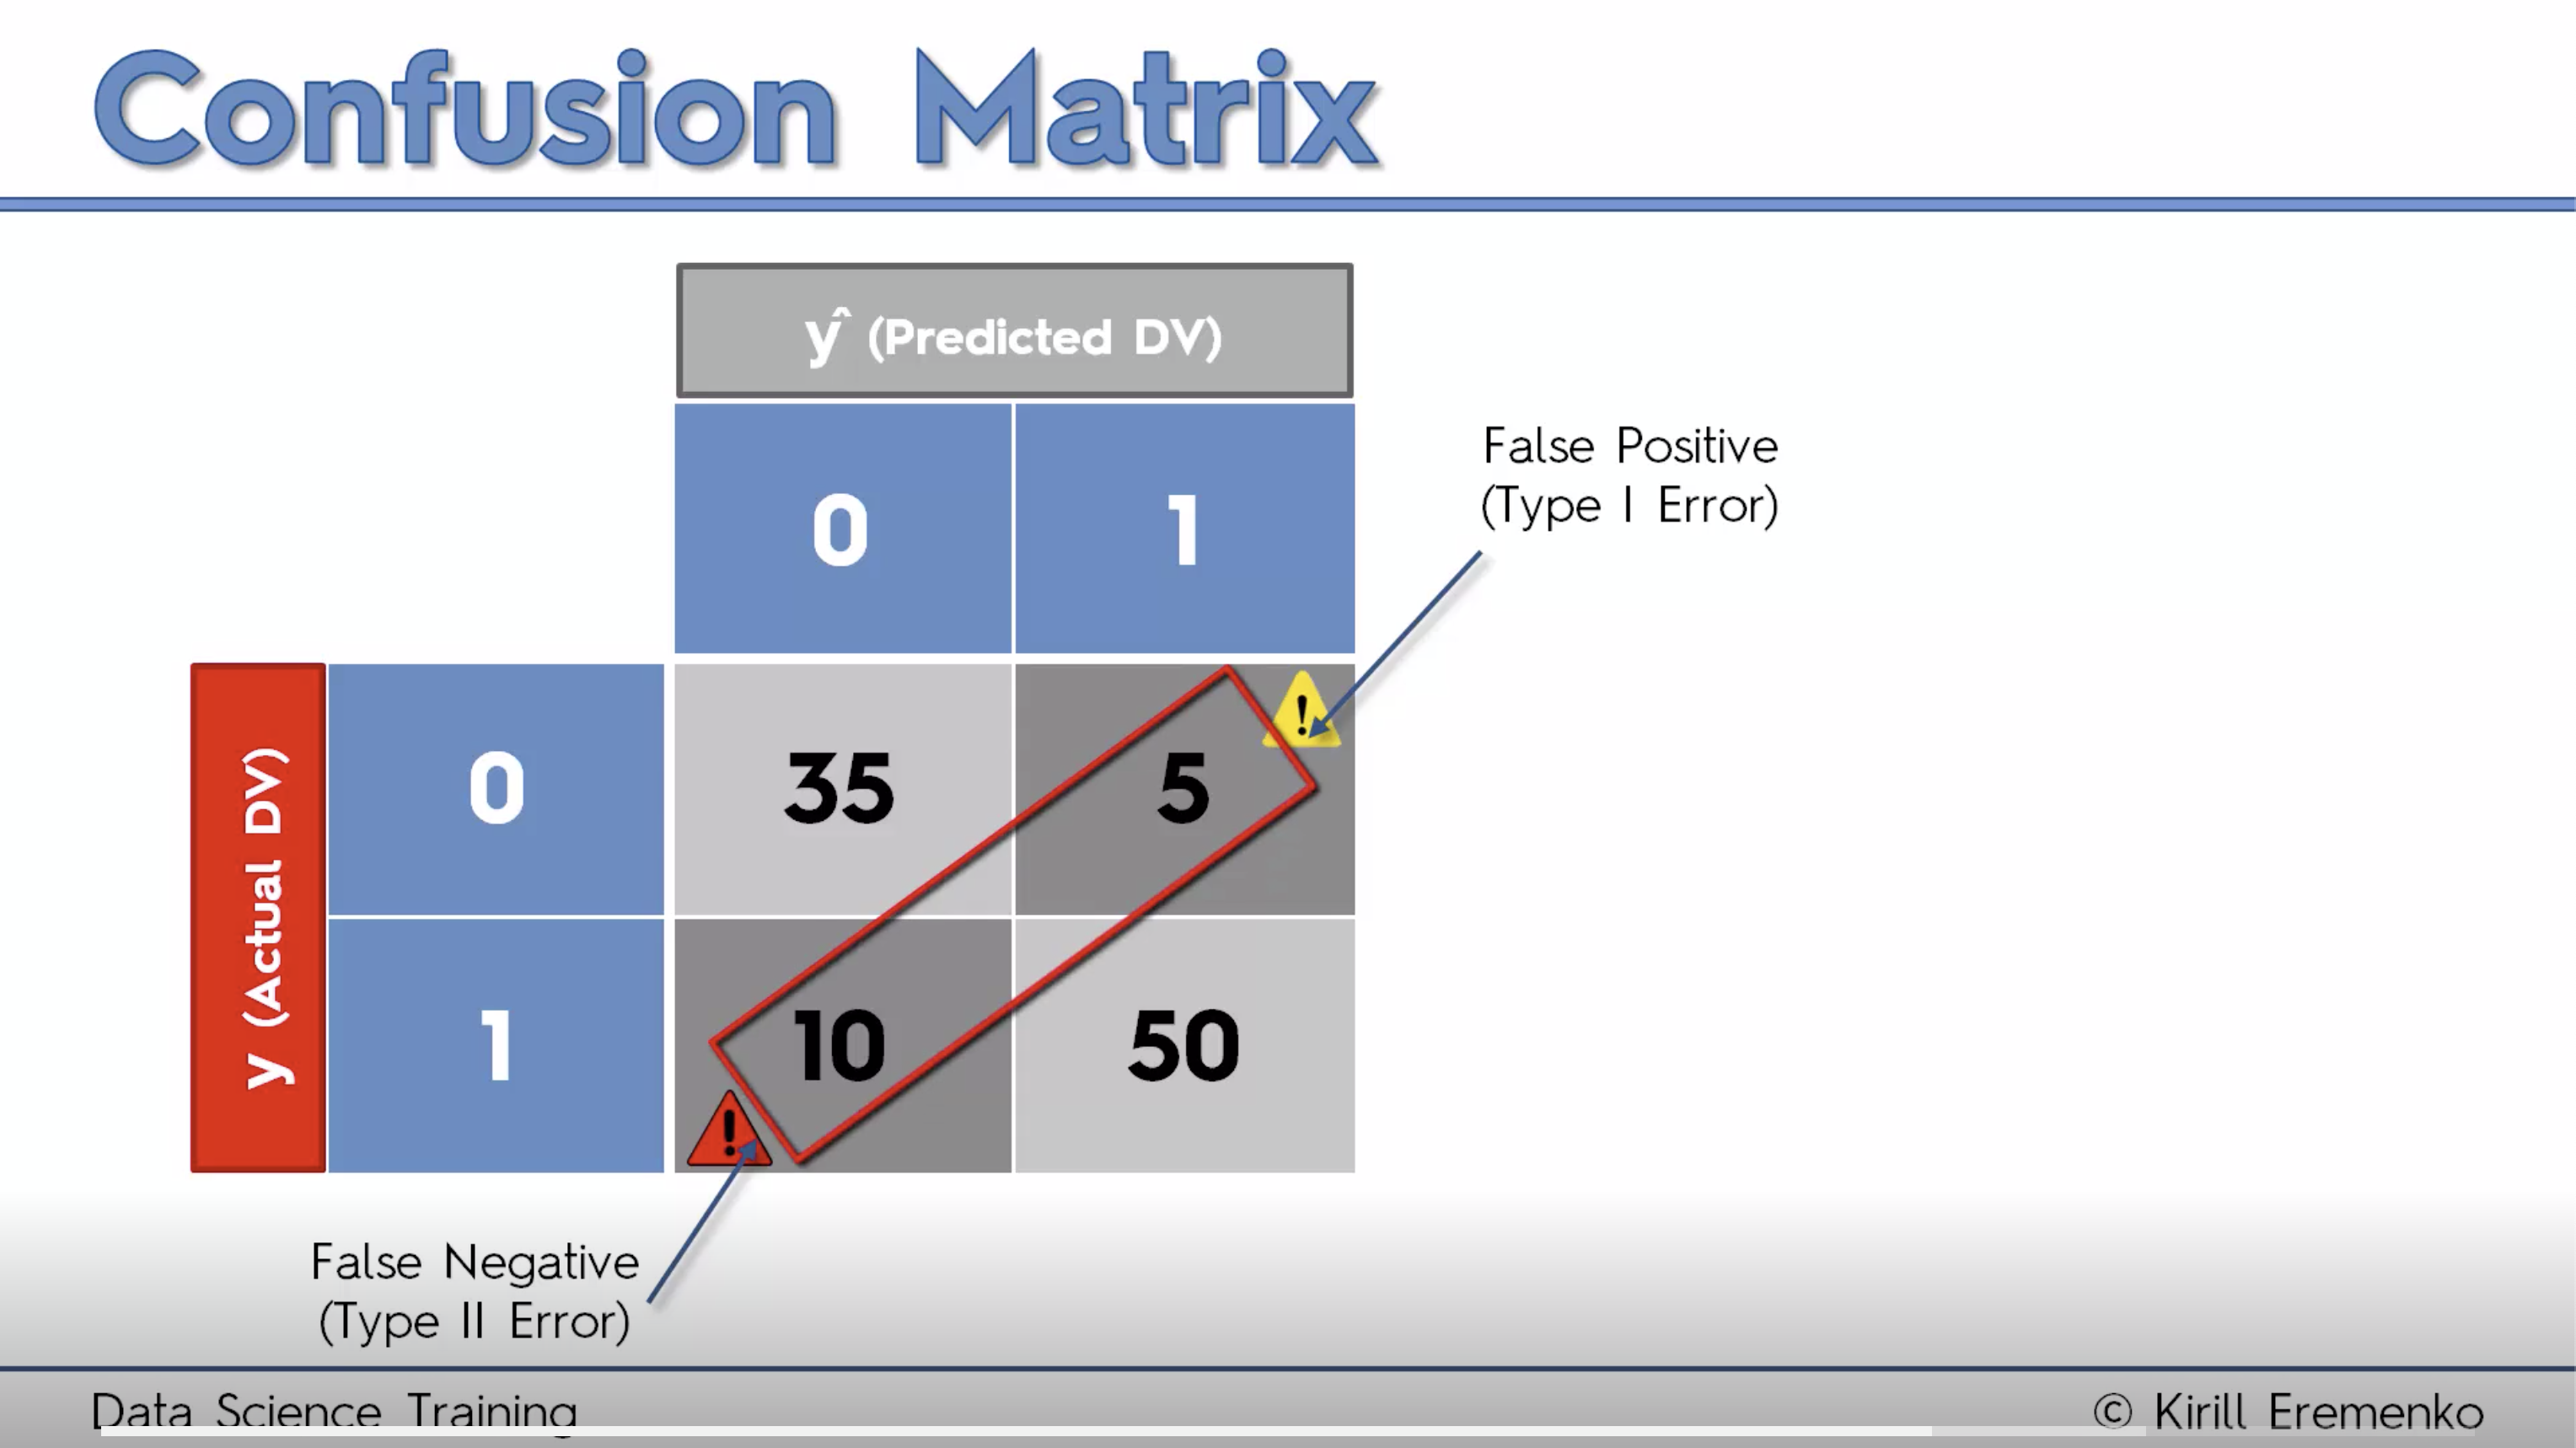 Confusion Matrix
ŷ (Predicted DV)
0 1
False Positive
(Type I Error)
y (Actual DV)
0 35 5
1 10 50
False Negative
(Type II Error)
Data Science Training
© Kirill Eremenko